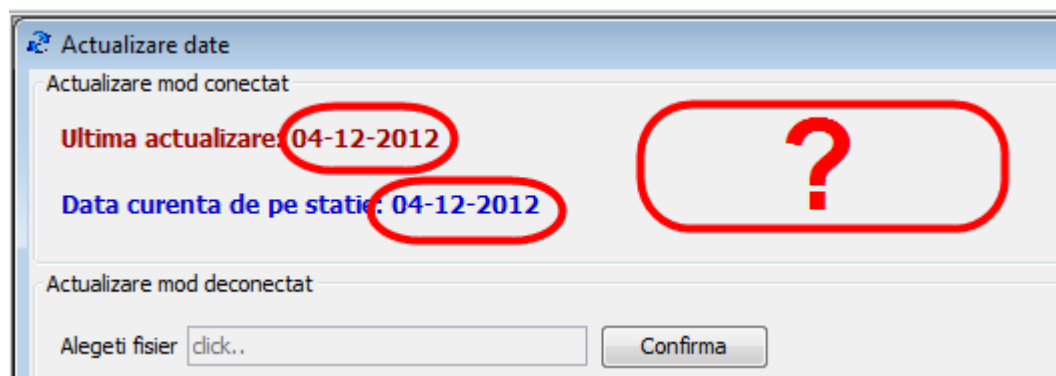 Actualizare date
Actualizare mod conectat
Ultima actualizare: 04-12-2012
?
Data curenta de pe statie: 04-12-2012
Actualizare mod deconectat
Alegeti fisier click.. Confirma